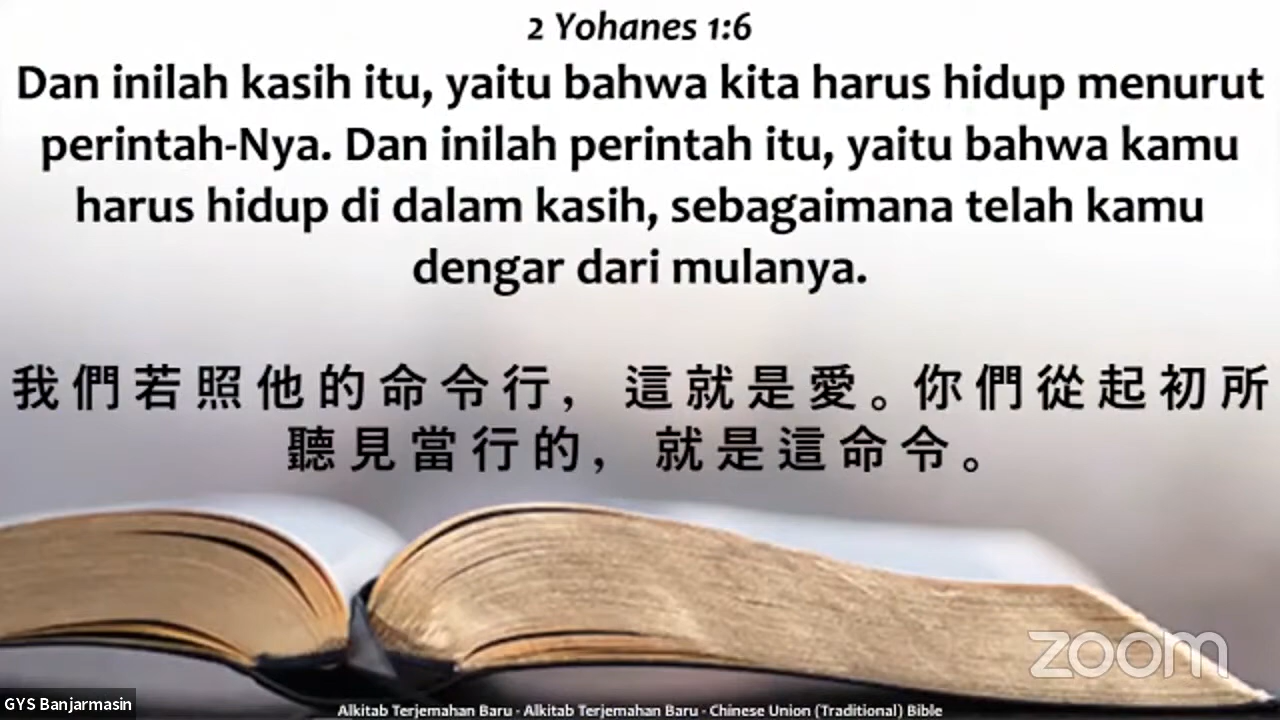 2 Yohanes 1:6
Dan inilah kasih itu, yaitu bahwa kita harus hidup menurut
perintah-Nya. Dan inilah perintah itu, yaitu bahwa kamu
harus hidup di dalam kasih, sebagaimana telah kamu
dengar dari mulanya.
我們若照他的命令行，這就是愛。你們從起初所
聽見當行的，就是這命令。
zoom
GYS Banjarmasin
Alkitab Terjemahan Baru - Alkitab Terjemahan Baru - Chinese Union (Traditional) Bible